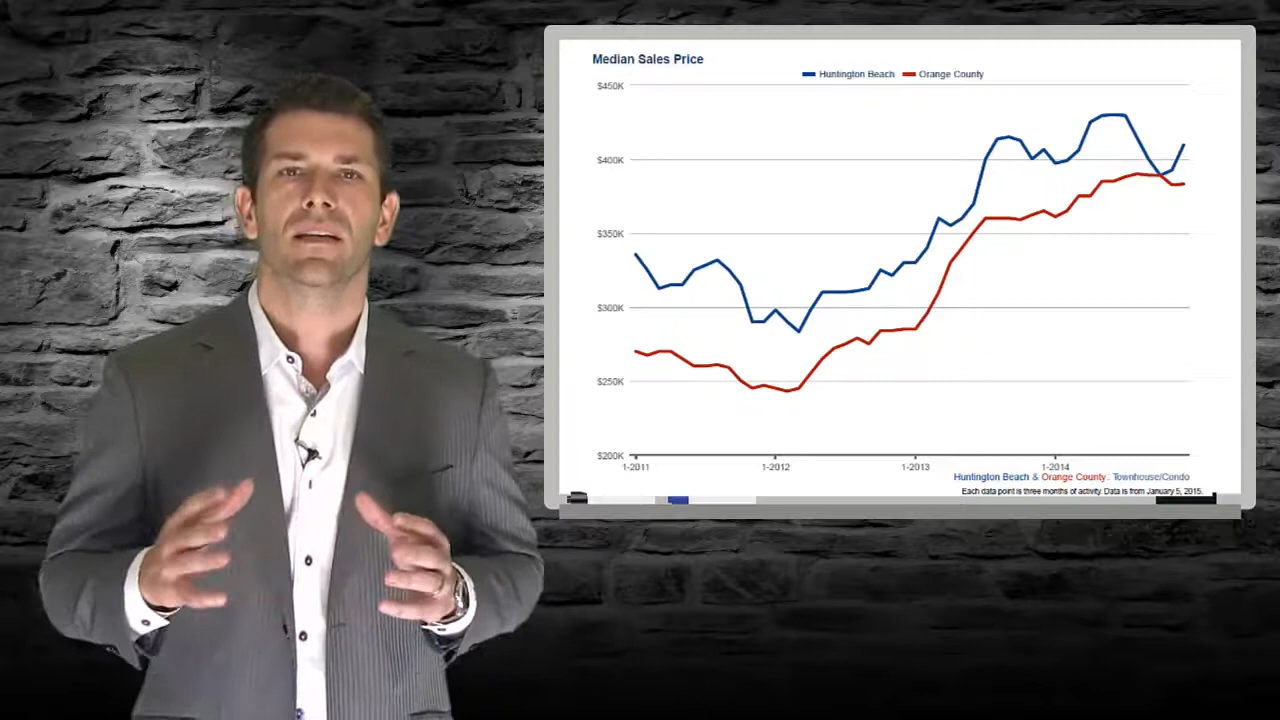 Median Sales Price
Huntington Beach Orange County
$450K
$400K
$350K
$300K
$250K
$200K
1-2011 1-2012 1-2013 1-2014
Huntington Beach & Orange County: Townhouse/Condo
Each data point is three months of activity. Data is from January 5, 2015.